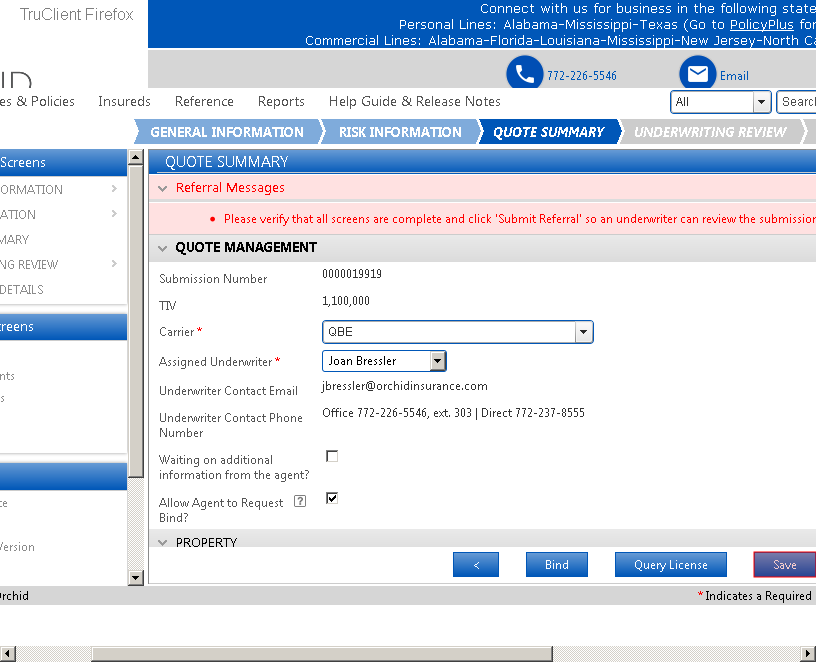 TruClient Firefox
Connect with us for business in the following state
Personal Lines: Alabama-Mississippi-Texas (Go to PolicyPlus for
Commercial Lines: Alabama-Florida-Louisiana-Mississippi-New Jersey-North Ca
772-226-5546
Email
es & Policies Insureds Reference Reports Help Guide & Release Notes
All
Searc
GENERAL INFORMATION RISK INFORMATION QUOTE SUMMARY UNDERWRITING REVIEW
Screens
ORMATION
ATION
MARY
NG REVIEW
DETAILS
creens
nts
s
ce
Version
QUOTE SUMMARY
Referral Messages
• Please verify that all screens are complete and click 'Submit Referral' so an underwriter can review the submission
QUOTE MANAGEMENT
Submission Number 0000019919
TIV 1,100,000
Carrier * QBE
Assigned Underwriter * Joan Bressler
Underwriter Contact Email jbressler@orchidinsurance.com
Underwriter Contact Phone Number Office 772-226-5546, ext. 303 | Direct 772-237-8555
Waiting on additional
information from the agent?
Allow Agent to Request
Bind?
?
PROPERTY
< Bind Query License Save
Orchid
* Indicates a Required